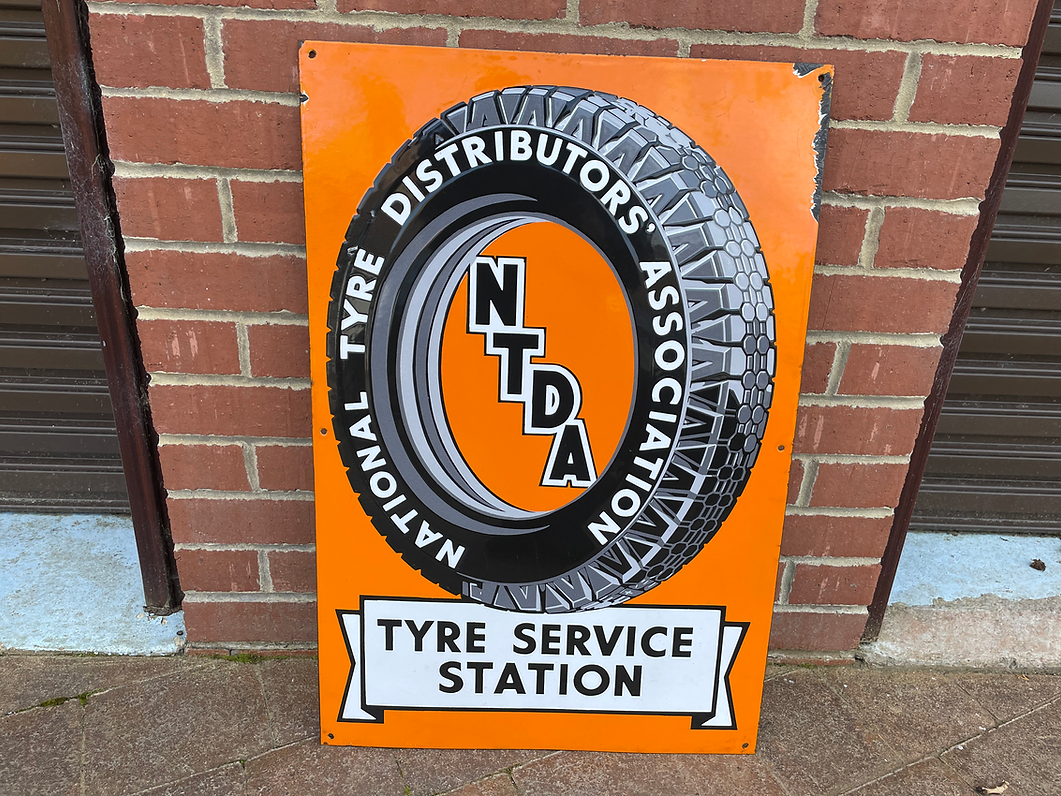 NATIONAL TYRE DISTRIBUTORS' ASSOCIATION
NTDA
TYRE SERVICE
STATION